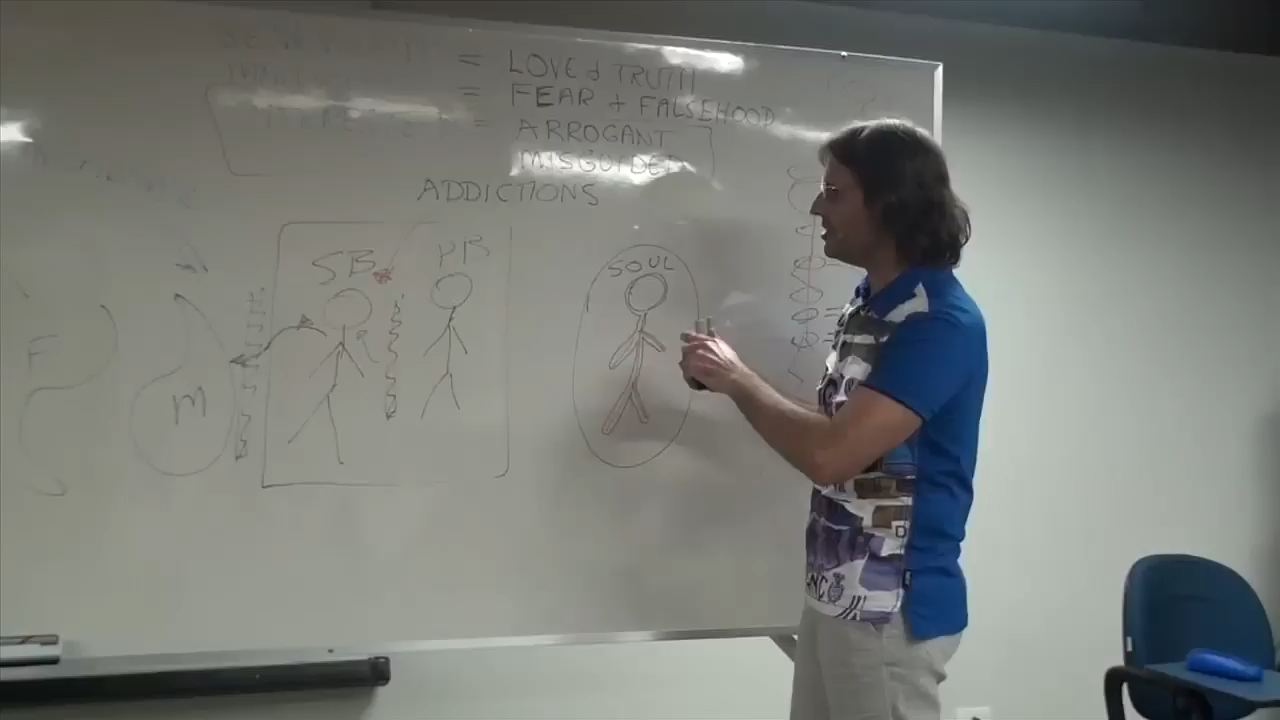 = LOVE & TRUTH
= FEAR + FALSEHOOD
= ARROGANT
MISGUIDED
ADDICTIONS
SB PB SOUL
F
m